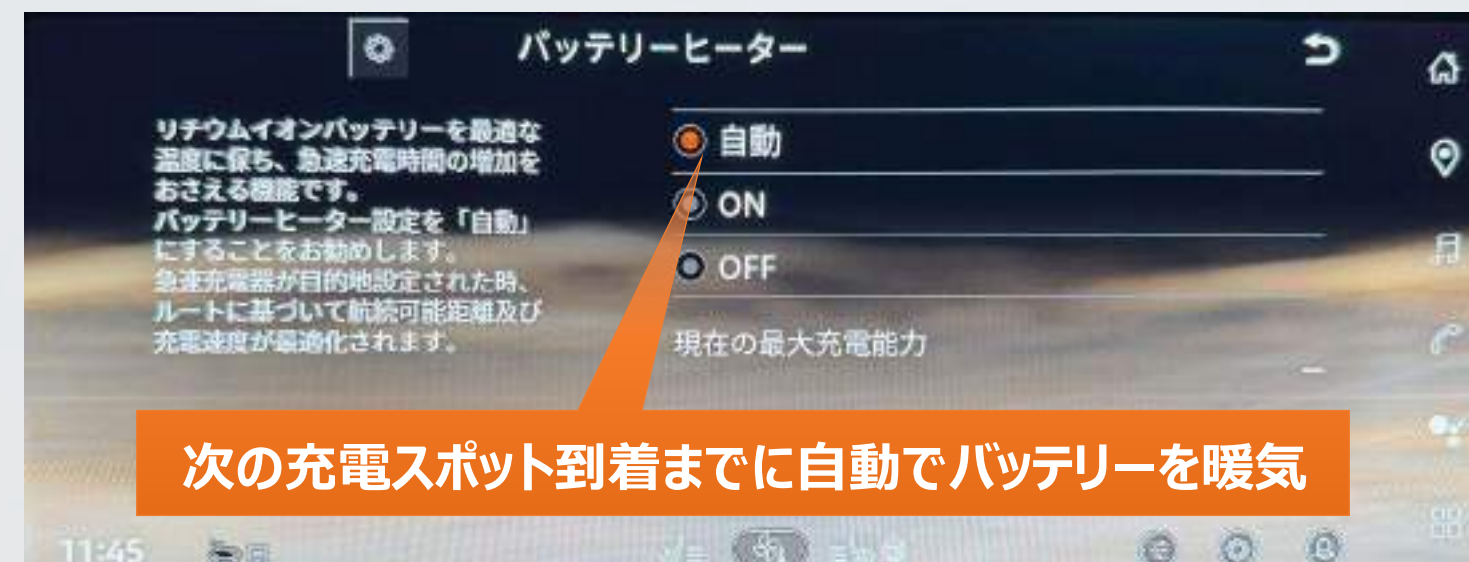 バッテリーヒーター
リチウムイオンバッテリーを最適な
温度に保ち、急速充電時間の増加を
おさえる機能です。
バッテリーヒーター設定を「自動」
にすることをお勧めします。
急速充電器が目的地設定された時、
ルートに基づいて航続可能距離及び
充電速度が最適化されます。
自動
ON
OFF
現在の最大充電能力
次の充電スポット到着までに自動でバッテリーを暖気
11:45